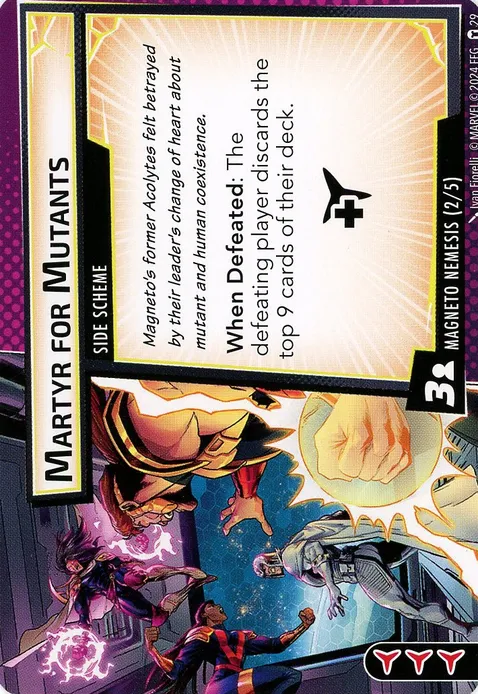 MARTYR FOR MUTANTS
SIDE SCHEME
Magneto's former Acolytes felt betrayed
by their leader's change of heart about
mutant and human coexistence.
When Defeated: The
defeating player discards the
top 9 cards of their deck.
3
MAGNETO NEMESIS (2/5)
Ivan Fiorelli © MARVEL © 2024 FFG 29